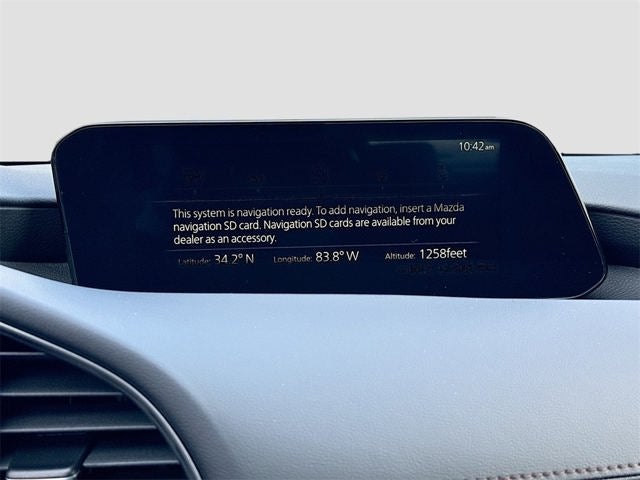 10:42am
This system is navigation ready. To add navigation, insert a Mazda
navigation SD card. Navigation SD cards are available from your
dealer as an accessory.
Latitude: 34.2° N Longitude: 83.8° W Altitude: 1258feet